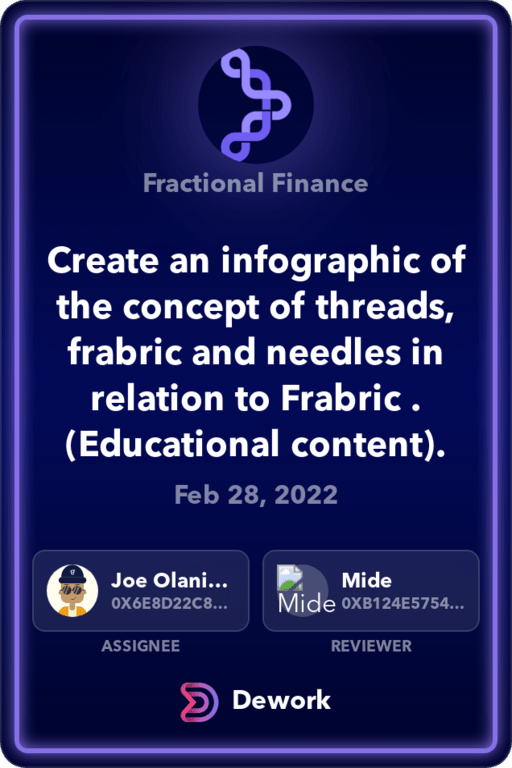 Fractional Finance
Create an infographic of
the concept of threads,
frabric and needles in
relation to Frabric .
(Educational content).
Feb 28, 2022
Joe Olani...
0X6E8D22C8...
ASSIGNEE
Mide
Mide
0XB124E5754...
REVIEWER
Dework